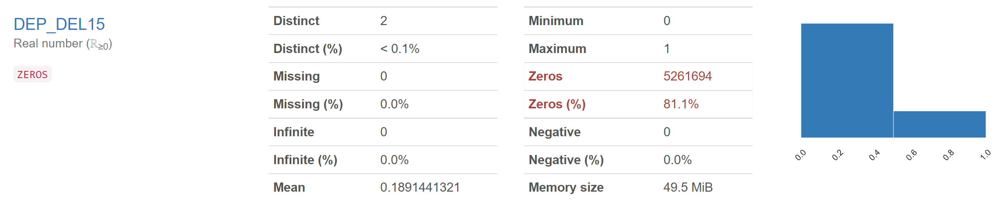 DEP_DEL15
Real number (ℝ≥0)
ZEROS
Distinct 2
Distinct (%) < 0.1%
Missing 0
Missing (%) 0.0%
Infinite 0
Infinite (%) 0.0%
Mean 0.1891441321
Minimum 0
Maximum 1
Zeros 5261694
Zeros (%) 81.1%
Negative 0
Negative (%) 0.0%
Memory size 49.5 MiB
0.0 0.2 0.4 0.6 0.8 1.0